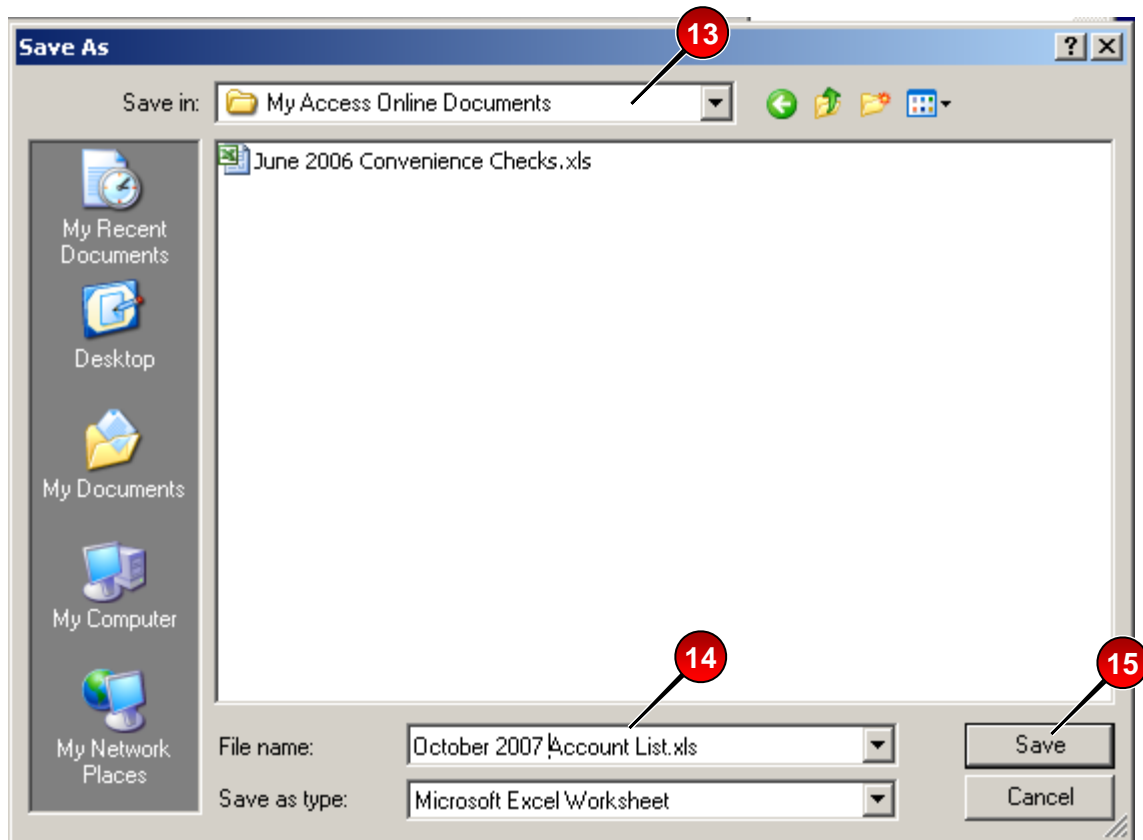 13
Save As
Save in:
My Access Online Documents
June 2006 Convenience Checks.xls
My Recent
Documents
Desktop
My Documents
My Computer
My Network
Places
14
15
File name:
October 2007 Account List.xls
Save
Save as type:
Microsoft Excel Worksheet
Cancel